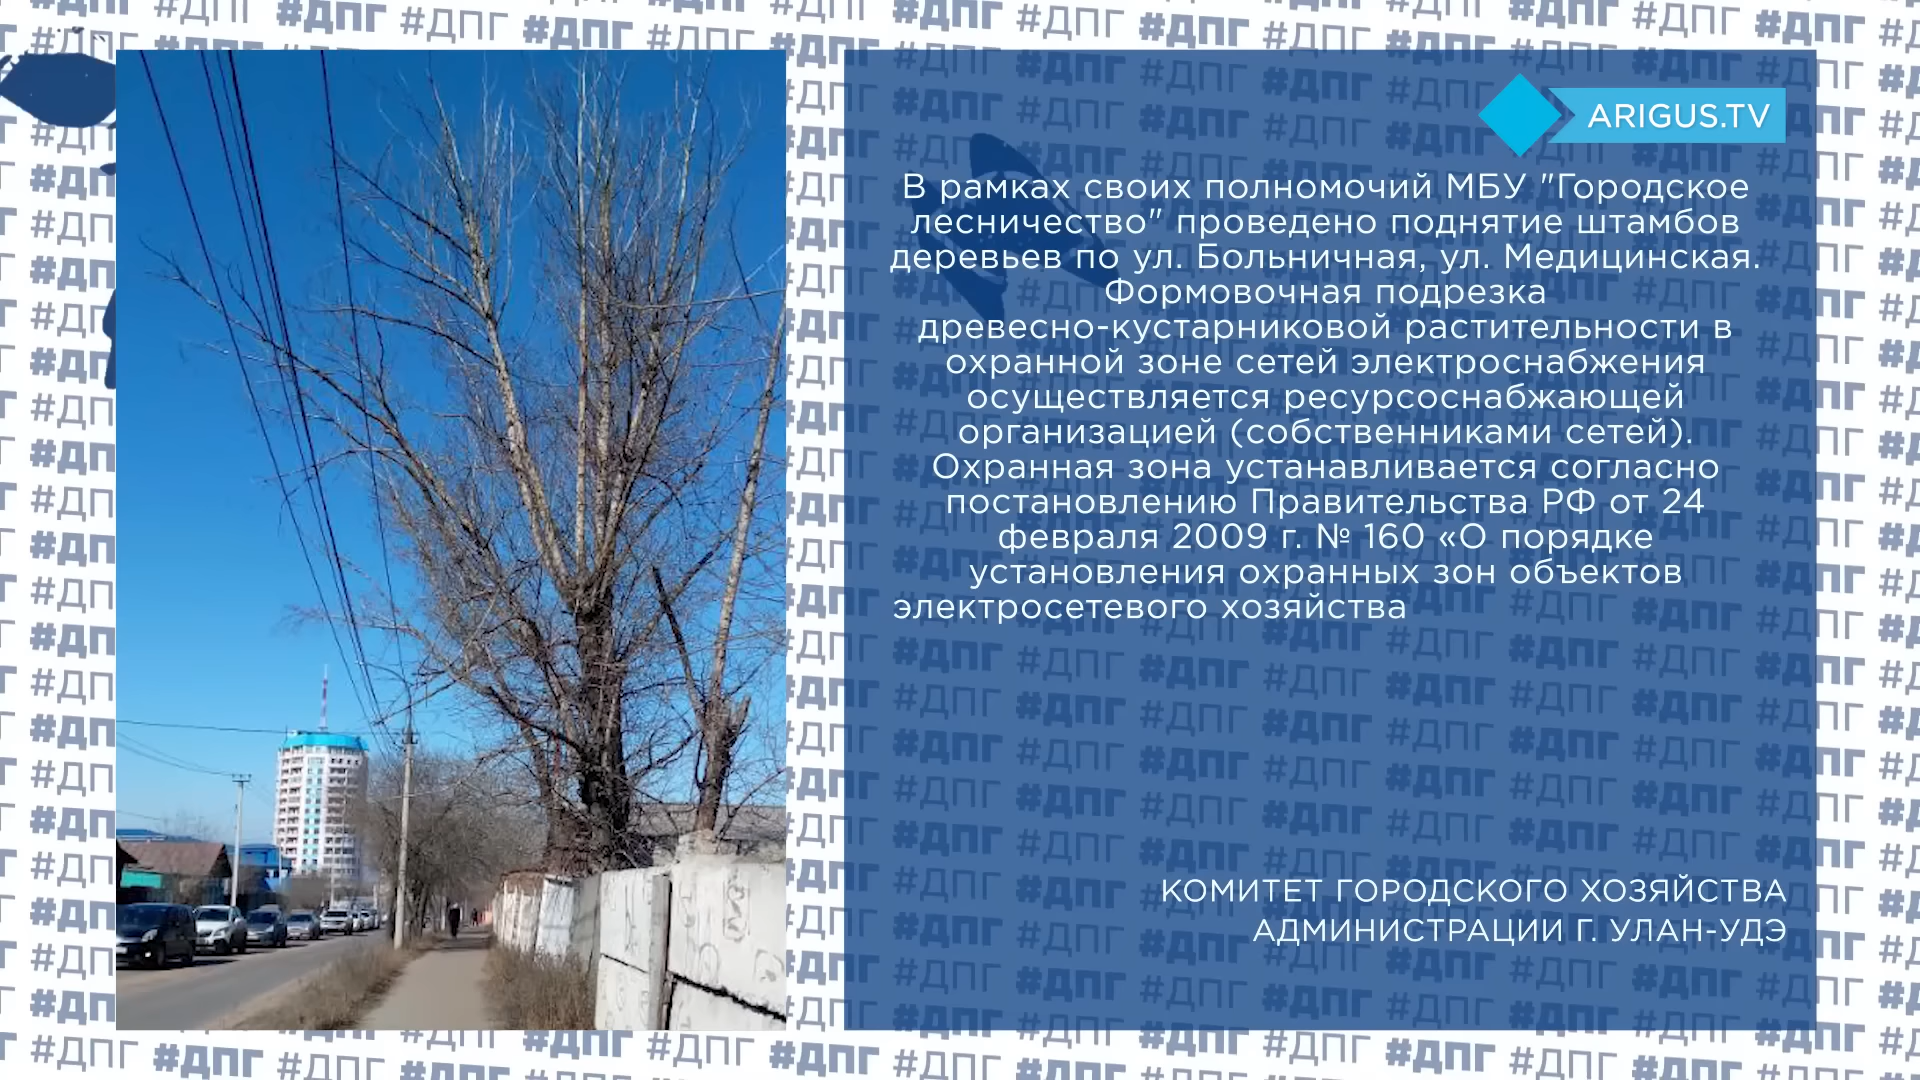 ARIGUS.TV
В рамках своих полномочий МБУ "Городское
лесничество" проведено поднятие штамбов
деревьев по ул. Больничная, ул. Медицинская.
Формовочная подрезка
древесно-кустарниковой растительности в
охранной зоне сетей электроснабжения
осуществляется ресурсоснабжающей
организацией (собственниками сетей).
Охранная зона устанавливается согласно
постановлению Правительства РФ от 24
февраля 2009 г. № 160 «О порядке
установления охранных зон объектов
электросетевого хозяйства
КОМИТЕТ ГОРОДСКОГО ХОЗЯЙСТВА
АДМИНИСТРАЦИИ Г. УЛАН-УДЭ
#ДПГ